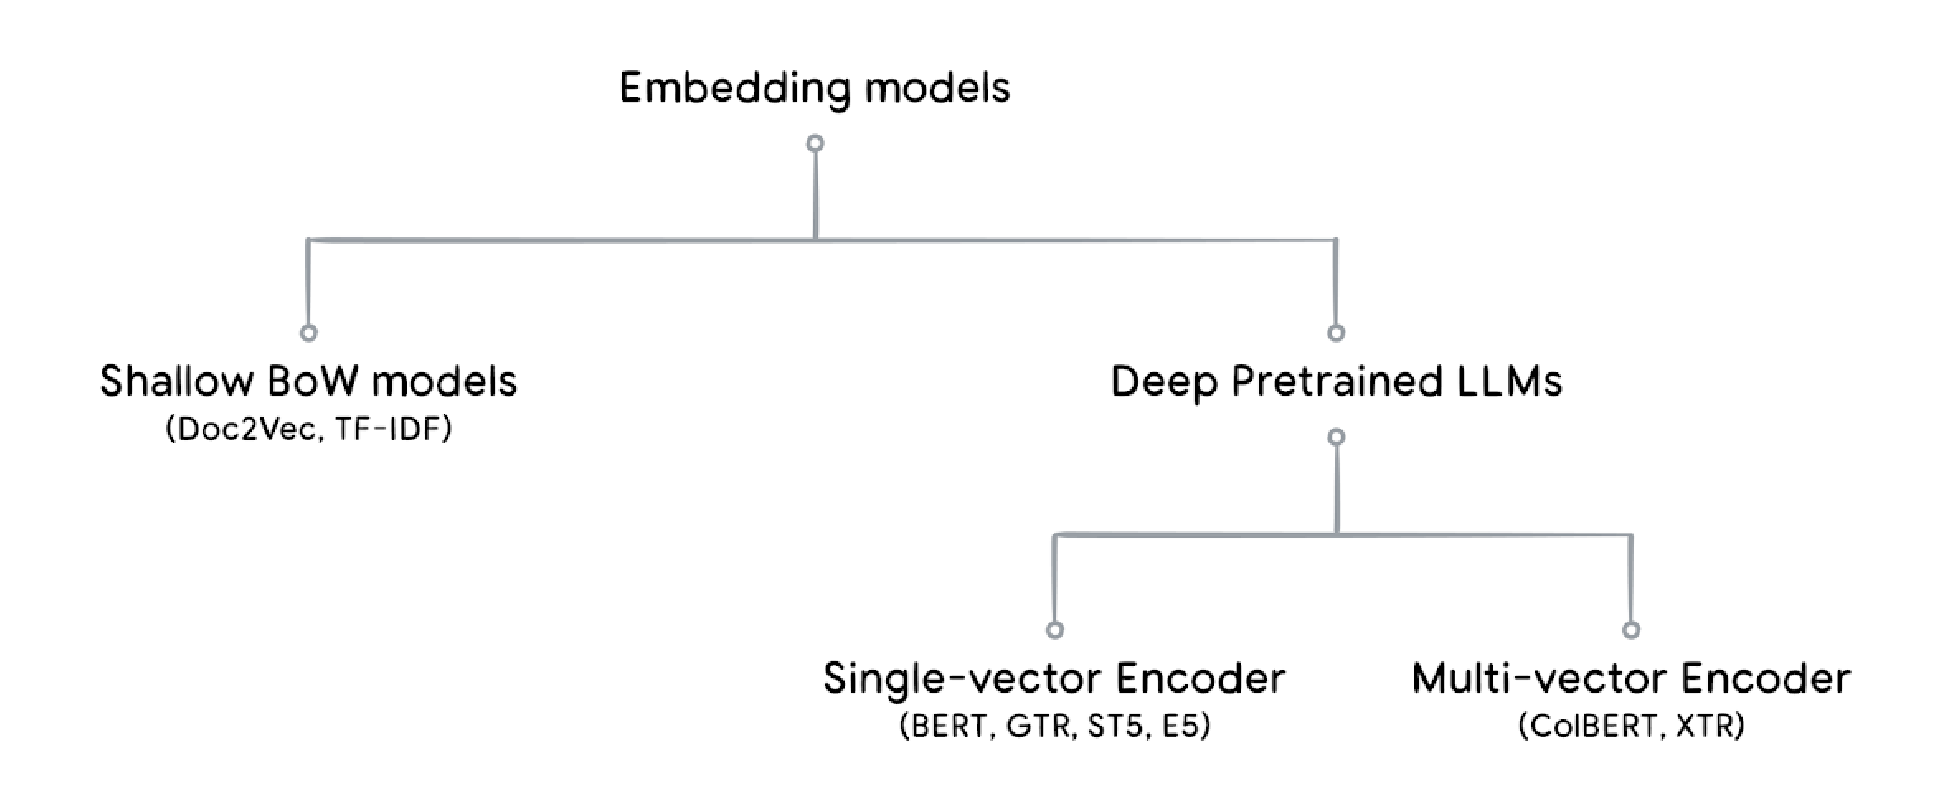 Embedding models
Shallow BoW models
(Doc2Vec, TF-IDF)
Deep Pretrained LLMs
Single-vector Encoder
(BERT, GTR, ST5, E5)
Multi-vector Encoder
(ColBERT, XTR)